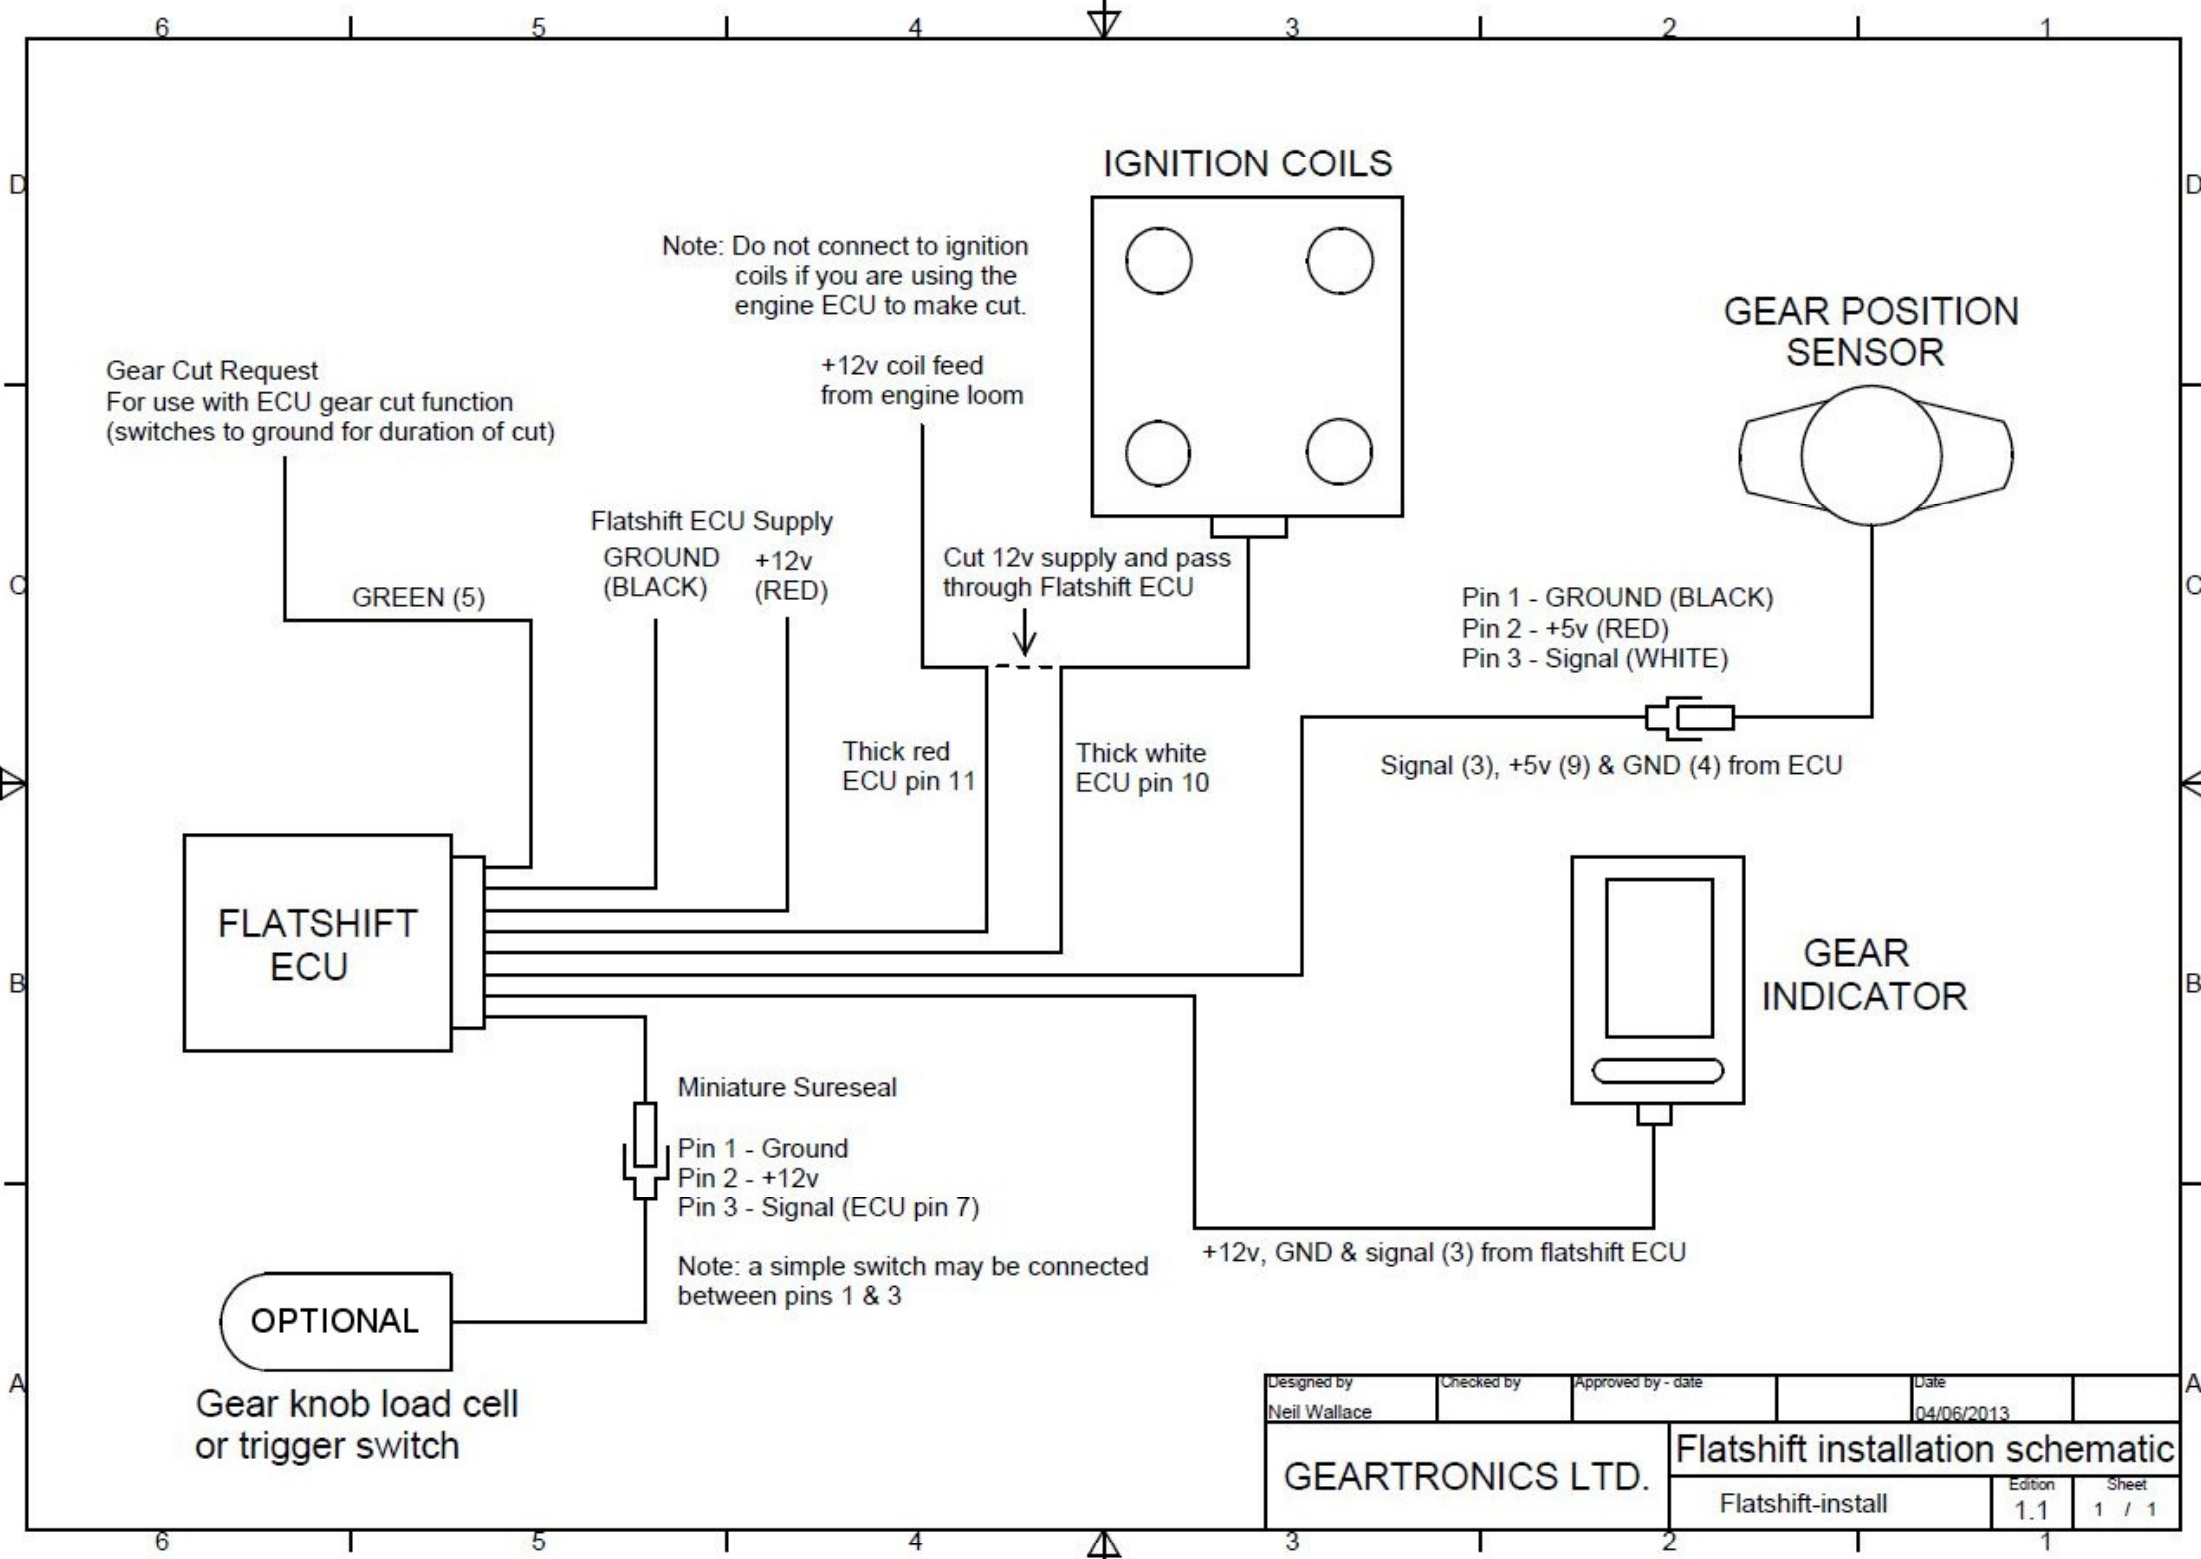 6 5 4 3 2 1
D D
IGNITION COILS
Note: Do not connect to ignition
coils if you are using the
engine ECU to make cut.
GEAR POSITION
SENSOR
Gear Cut Request
For use with ECU gear cut function
(switches to ground for duration of cut)
+12v coil feed
from engine loom
Flatshift ECU Supply
GROUND
(BLACK)
+12v
(RED)
Cut 12v supply and pass
through Flatshift ECU
C C
GREEN (5)
Pin 1 - GROUND (BLACK)
Pin 2 - +5v (RED)
Pin 3 - Signal (WHITE)
Thick red
ECU pin 11
Thick white
ECU pin 10
Signal (3), +5v (9) & GND (4) from ECU
FLATSHIFT
ECU
GEAR
INDICATOR
B B
Miniature Sureseal
Pin 1 - Ground
Pin 2 - +12v
Pin 3 - Signal (ECU pin 7)
Note: a simple switch may be connected
between pins 1 & 3
+12v, GND & signal (3) from flatshift ECU
OPTIONAL
Gear knob load cell
or trigger switch
A A
Designed by Checked by Approved by - date Date
Neil Wallace 04/06/2013
GEARTRONICS LTD.
Flatshift installation schematic
Flatshift-install
Edition
1.1
Sheet
1 / 1
6 5 4 3 2 1